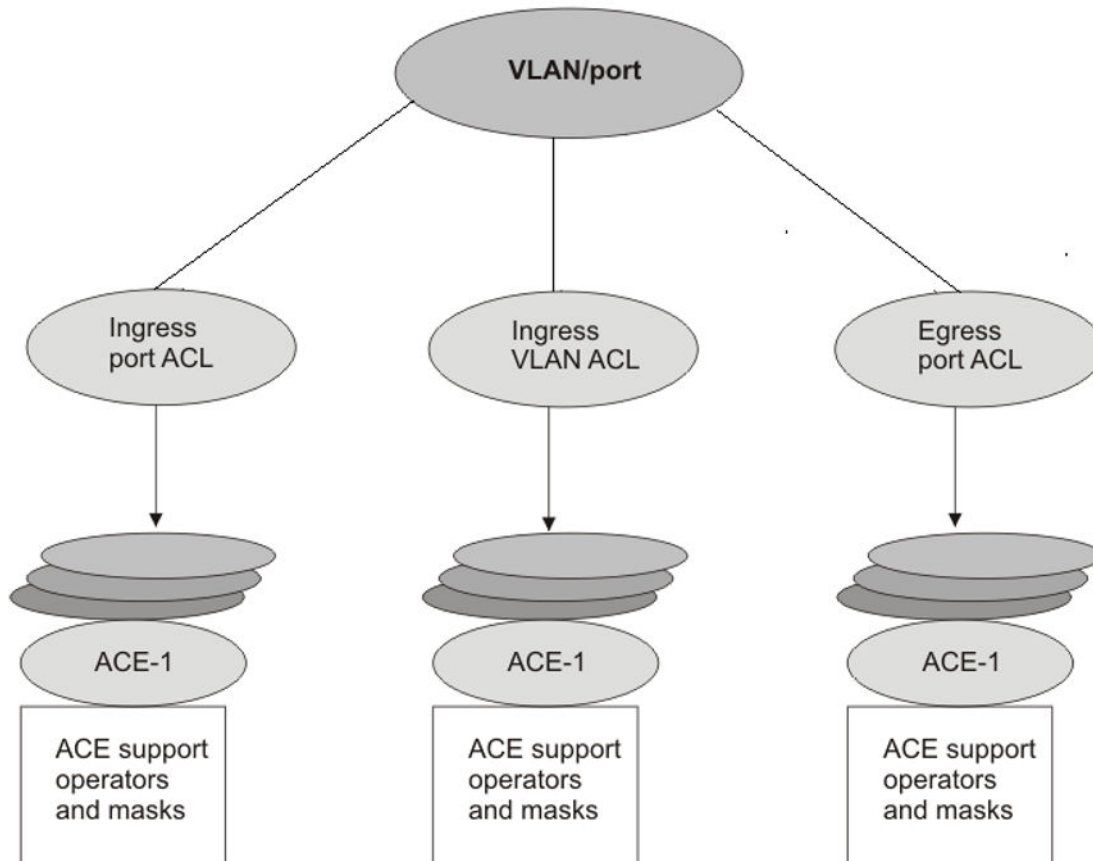 VLAN/port
Ingress
port ACL
Ingress
VLAN ACL
Egress
port ACL
ACE-1
ACE-1
ACE-1
ACE support
operators
and masks
ACE support
operators
and masks
ACE support
operators
and masks